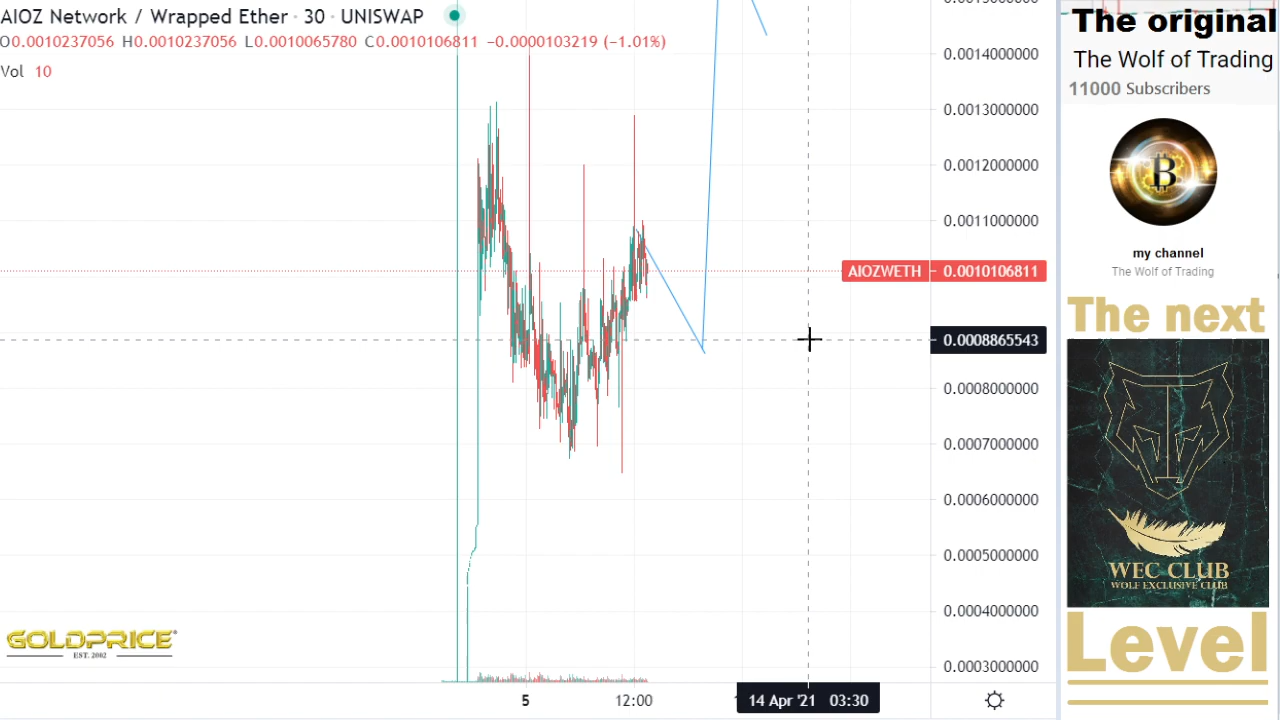 AIOZ Network / Wrapped Ether · 30 · UNISWAP
O0.0010237056 H0.0010237056 L0.0010065780 C0.0010106811 −0.0000103219 (−1.01%)
Vol 10
0.0014000000
0.0013000000
0.0012000000
0.0011000000
AIOZWETH 0.0010106811
0.0008865543
0.0008000000
0.0007000000
0.0006000000
0.0005000000
0.0004000000
0.0003000000
5
12:00
14 Apr '21 03:30
GOLDPRICE
EST. 2002
The original
The Wolf of Trading
11000 Subscribers
B
my channel
The Wolf of Trading
The next
WEC CLUB
WOLF EXCLUSIVE CLUB
Level